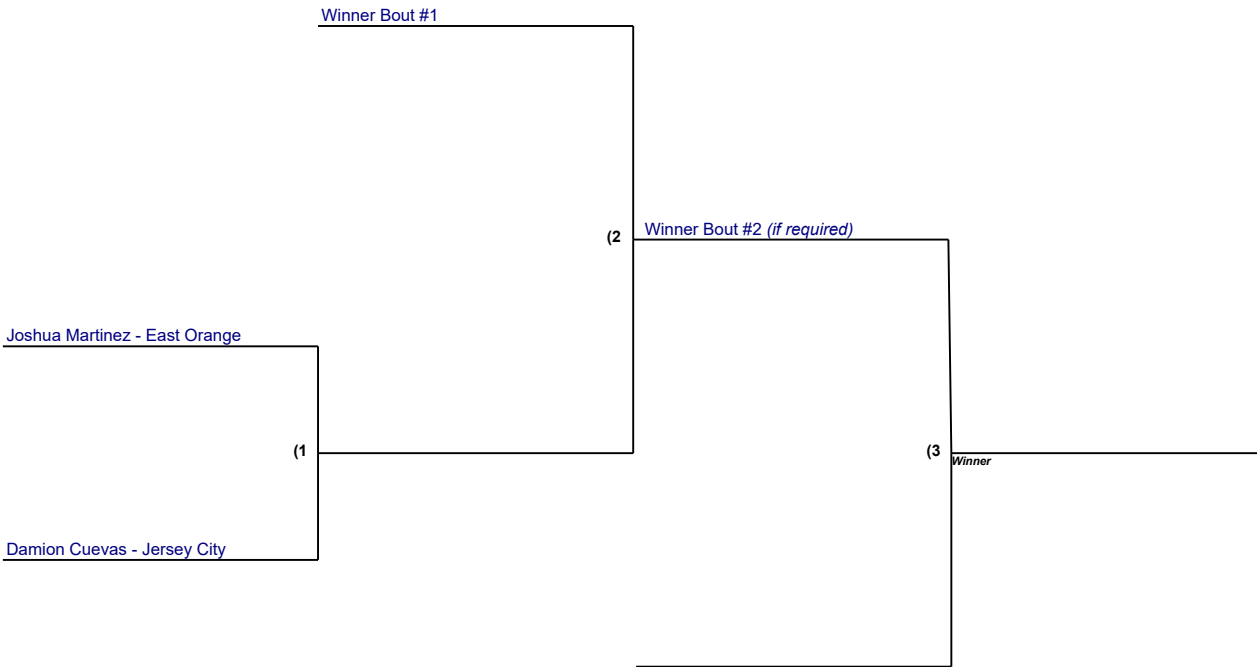 Winner Bout #1
(2
Winner Bout #2 (if required)
Joshua Martinez - East Orange
(1
(3
Winner
Damion Cuevas - Jersey City